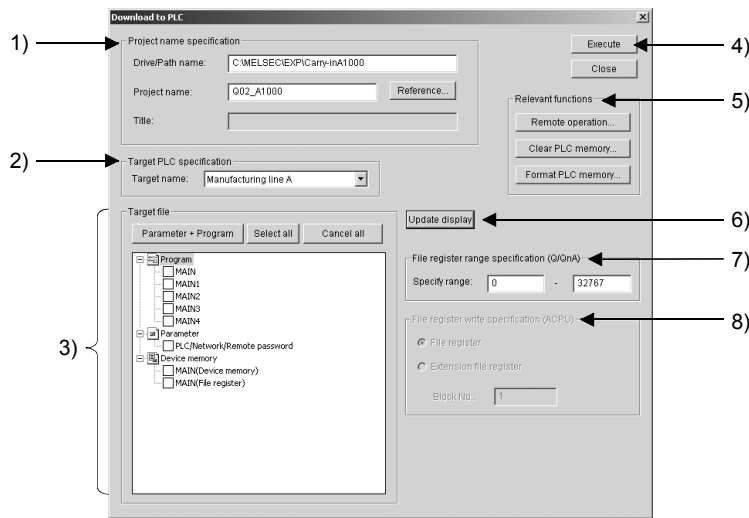 Download to PLC
1)
Project name specification
Drive/Path name: C:\MELSEC\EXP\Carry-inA1000
Project name: Q02_A1000 Reference...
Title:
Execute
4)
Close
Relevant functions
5)
Remote operation...
Clear PLC memory...
Format PLC memory...
2)
Target PLC specification
Target name: Manufacturing line A
3)
Target file
Parameter + Program Select all Cancel all
Program
MAIN
MAIN1
MAIN2
MAIN3
MAIN4
Parameter
PLC/Network/Remote password
Device memory
MAIN(Device memory)
MAIN(File register)
Update display
6)
File register range specification (Q/QnA)
7)
Specify range: 0 - 32767
File register write specification (ACPU)
8)
File register
Extension file register
Block No.: 1